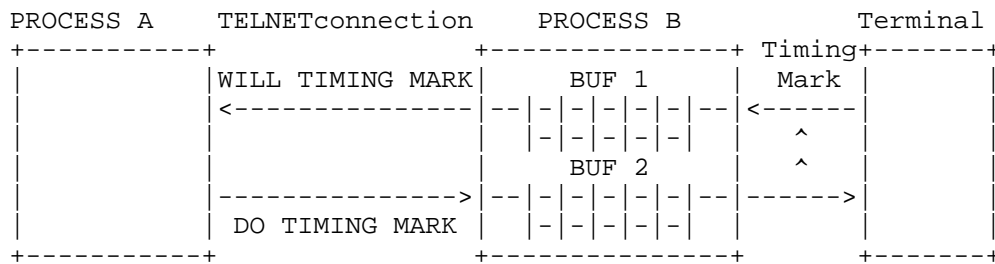 PROCESS A TELNETconnection PROCESS B Terminal
Timing
WILL TIMING MARK BUF 1 Mark
BUF 2
DO TIMING MARK